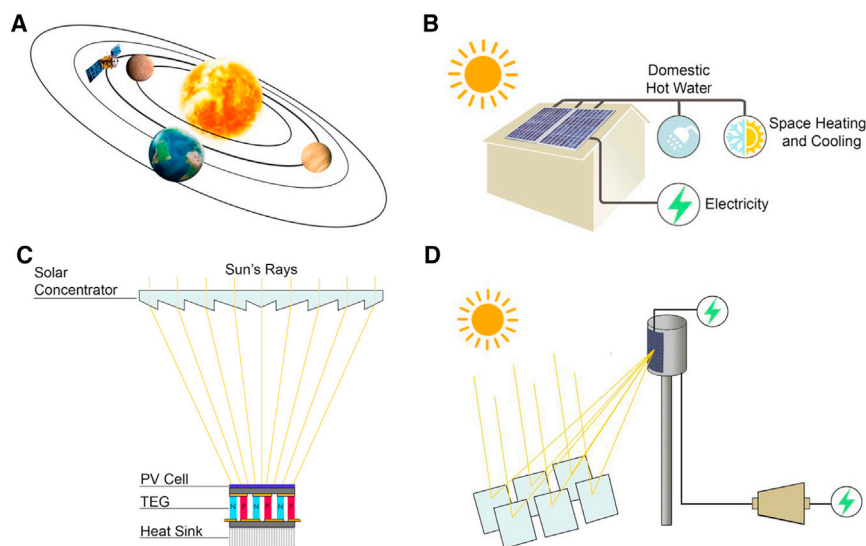 A
B
Domestic
Hot Water
Space Heating
and Cooling
Electricity
C
Sun's Rays
Solar
Concentrator
PV Cell
TEG
N P N P N P
Heat Sink
D